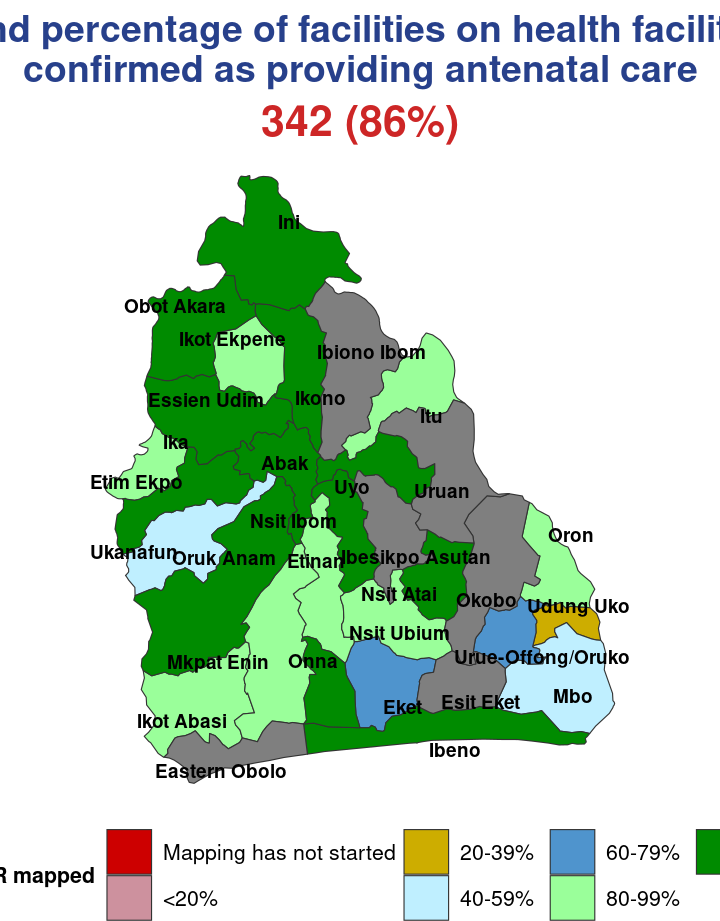 nd percentage of facilities on health facilit
confirmed as providing antenatal care
342 (86%)
Ini
Obot Akara
Ikot Ekpene
Ibiono Ibom
Essien Udim
Ikono
Itu
Ika
Abak
Etim Ekpo
Uyo
Uruan
Nsit Ibom
Oron
Ukanafun
Oruk Anam
Etinan
Ibesikpo Asutan
Nsit Atai
Okobo
Udung Uko
Nsit Ubium
Mkpat Enin
Onna
Urue-Offong/Oruko
Mbo
Eket
Esit Eket
Ikot Abasi
Ibeno
Eastern Obolo
R mapped
Mapping has not started
<20%
20-39%
40-59%
60-79%
80-99%